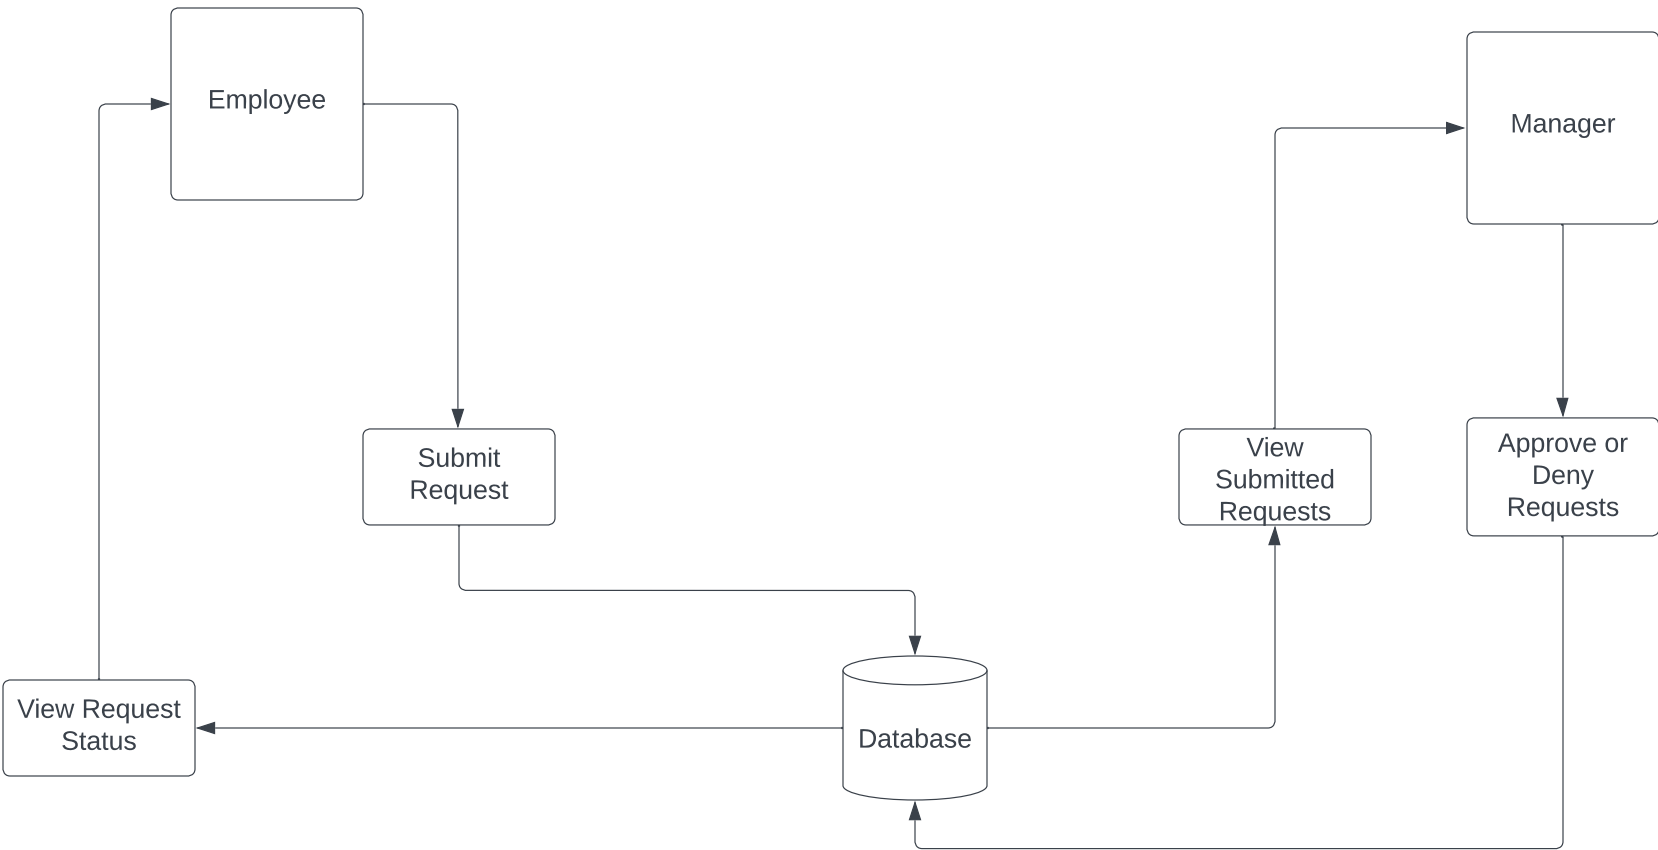 Employee
Manager
Submit
Request
View
Submitted
Requests
Approve or
Deny
Requests
View Request
Status
Database